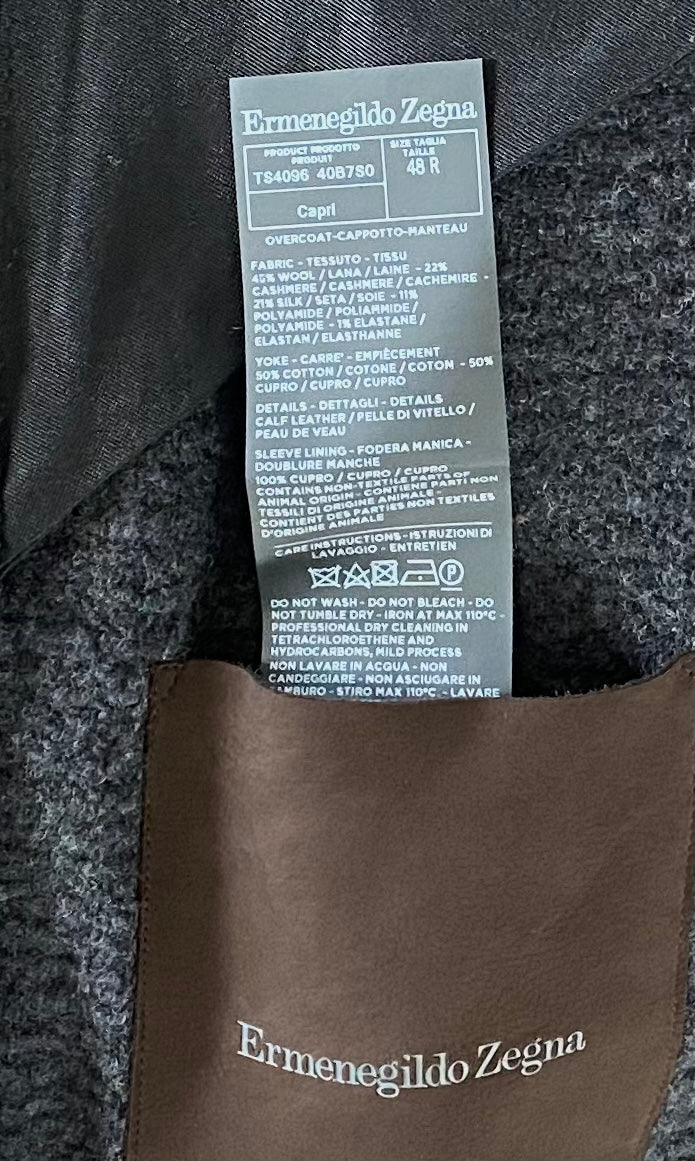 Ermenegildo Zegna
PRODUCT PRODOTTO
PRODUIT
TS4096 40B7S0
SIZE TAGLIA
TAILLE
48 R
Capri
OVERCOAT-CAPPOTTO-MANTEAU
FABRIC - TESSUTO - TISSU
45% WOOL / LANA / LAINE - 22%
CASHMERE / CASHMERE / CACHEMIRE -
21% SILK / SETA / SOIE - 11%
POLYAMIDE / POLIAMMIDE /
POLYAMIDE - 1% ELASTANE /
ELASTAN / ELASTHANNE
YOKE - CARRE' - EMPIÈCEMENT
50% COTTON / COTONE / COTON - 50%
CUPRO / CUPRO / CUPRO
DETAILS - DETTAGLI - DETAILS
CALF LEATHER / PELLE DI VITELLO /
PEAU DE VEAU
SLEEVE LINING - FODERA MANICA -
DOUBLURE MANCHE
100% CUPRO / CUPRO / CUPRO
CONTAINS NON-TEXTILE PARTS OF
ANIMAL ORIGIN - CONTIENE PARTI NON
TESSILI DI ORIGINE ANIMALE -
CONTIENT DES PARTIES NON TEXTILES
D'ORIGINE ANIMALE
CARE INSTRUCTIONS - ISTRUZIONI DI
LAVAGGIO - ENTRETIEN
P
DO NOT WASH - DO NOT BLEACH - DO
NOT TUMBLE DRY - IRON AT MAX 110°C -
PROFESSIONAL DRY CLEANING IN
TETRACHLOROETHENE AND
HYDROCARBONS, MILD PROCESS
NON LAVARE IN ACQUA - NON
CANDEGGIARE - NON ASCIUGARE IN
TAMBURO - STIRO MAX 110°C - LAVARE
Ermenegildo Zegna